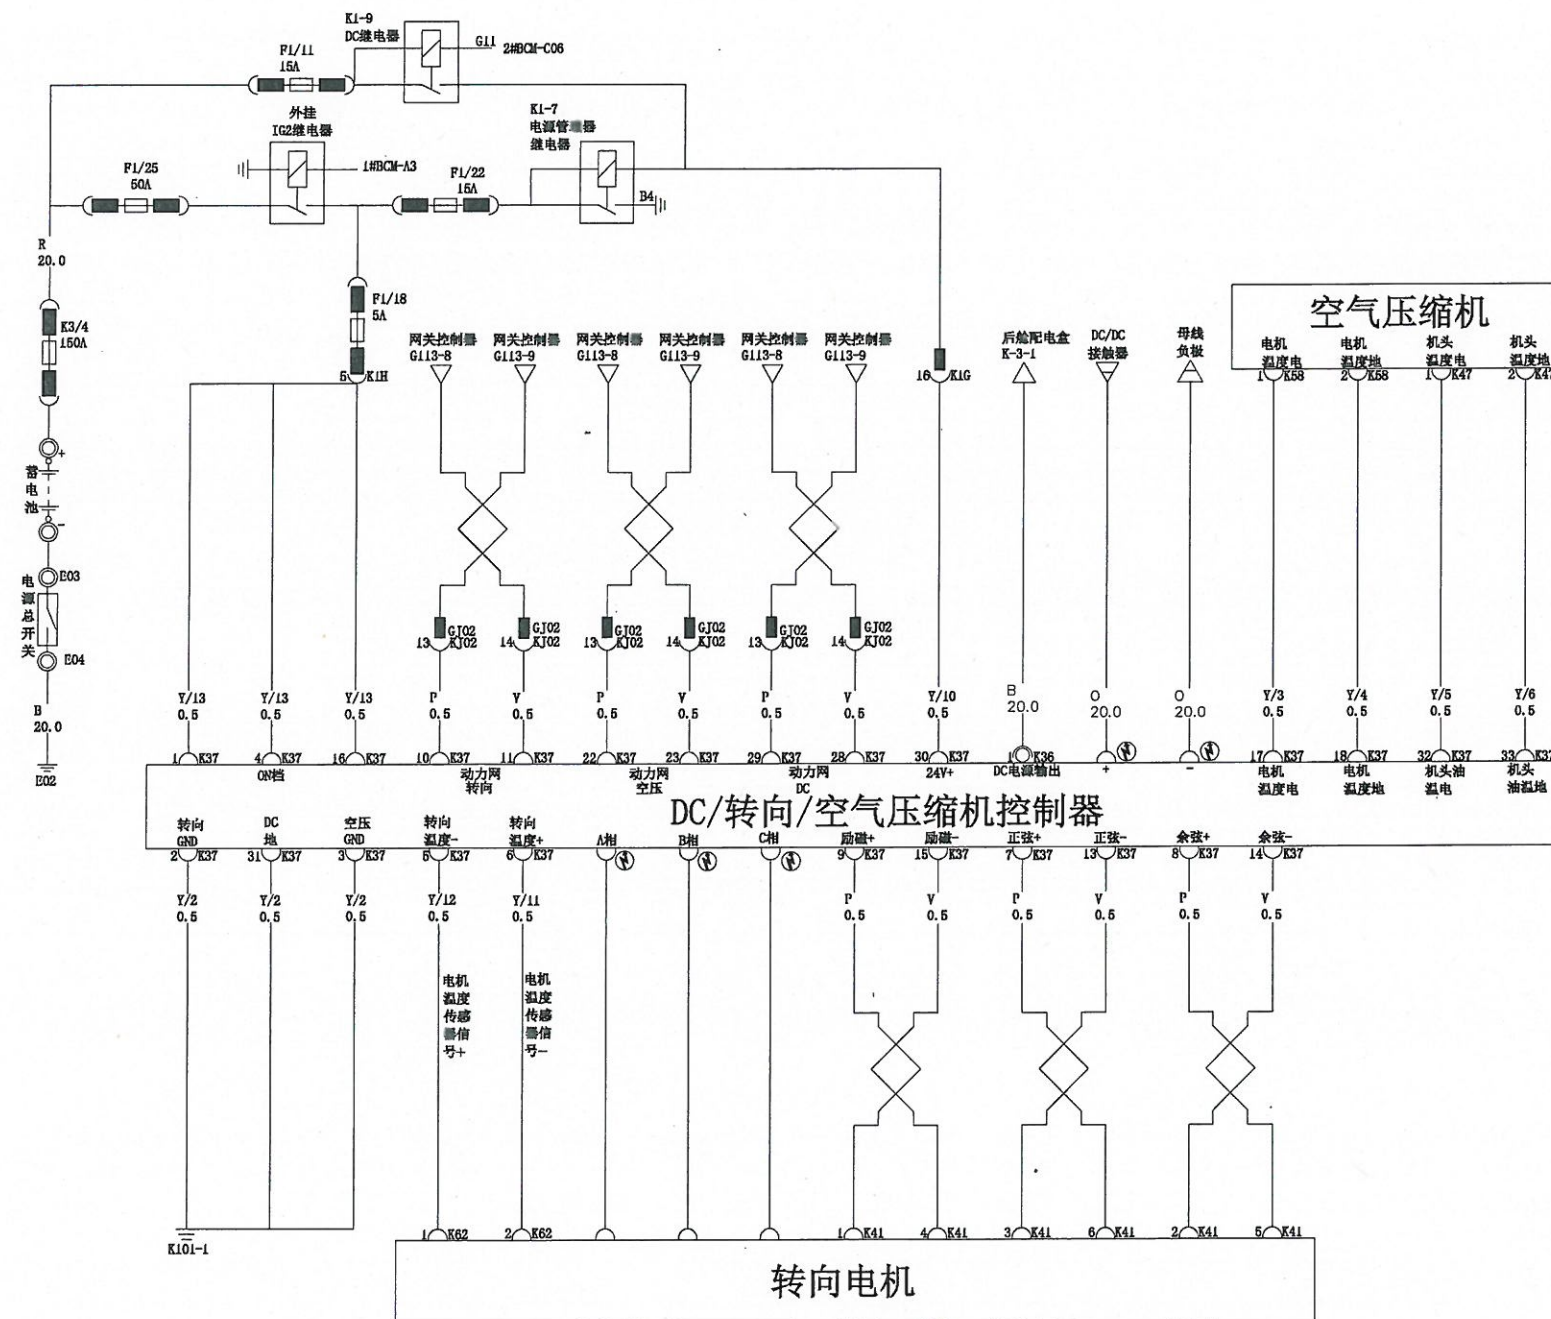 K1-9
DC继电器
G11
2#BCM-C06
F1/11
15A
外挂
IG2继电器
1#BCM-A3
K1-7
电源管理器
继电器
B4
F1/25
50A
F1/22
15A
R
20.0
K3/4
150A
F1/18
5A
5
K1H
+
蓄电池
-
E03
电源总开关
E04
B
20.0
E02
网关控制器
G113-8
网关控制器
G113-9
网关控制器
G113-8
网关控制器
G113-9
网关控制器
G113-8
网关控制器
G113-9
16
K1G
后舱配电盒
K-3-1
DC/DC
接触器
母线
负极
空气压缩机
电机
温度电
1
K58
电机
温度地
2
K58
机头
温度电
1
K47
机头
温度地
2
K47
13
GJ02
KJ02
14
GJ02
KJ02
13
GJ02
KJ02
14
GJ02
KJ02
13
GJ02
KJ02
14
GJ02
KJ02
Y/13
0.5
Y/13
0.5
Y/13
0.5
P
0.5
V
0.5
P
0.5
V
0.5
P
0.5
V
0.5
Y/10
0.5
B
20.0
O
20.0
O
20.0
Y/3
0.5
Y/4
0.5
Y/5
0.5
Y/6
0.5
1 K37
4 K37
16 K37
10 K37
11 K37
22 K37
23 K37
29 K37
28 K37
30 K37
1 K36
N
N
17 K37
18 K37
32 K37
33 K37
ON档
动力网
转向
动力网
空压
动力网
DC
24V+
DC电源输出
+
-
电机
温度电
电机
温度地
机头油
温电
机头
油温地
DC/转向/空气压缩机控制器
转向
GND
DC
地
空压
GND
转向
温度-
转向
温度+
A相
B相
C相
励磁+
励磁-
正弦+
正弦-
余弦+
余弦-
2 K37
31 K37
3 K37
5 K37
6 K37
N
N
N
9 K37
15 K37
7 K37
13 K37
8 K37
14 K37
Y/2
0.5
Y/2
0.5
Y/2
0.5
Y/12
0.5
Y/11
0.5
P
0.5
V
0.5
P
0.5
V
0.5
P
0.5
V
0.5
电机
温度
传感
器信
号+
电机
温度
传感
器信
号-
K101-1
1 K62
2 K62
1 K41
4 K41
3 K41
6 K41
2 K41
5 K41
转向电机